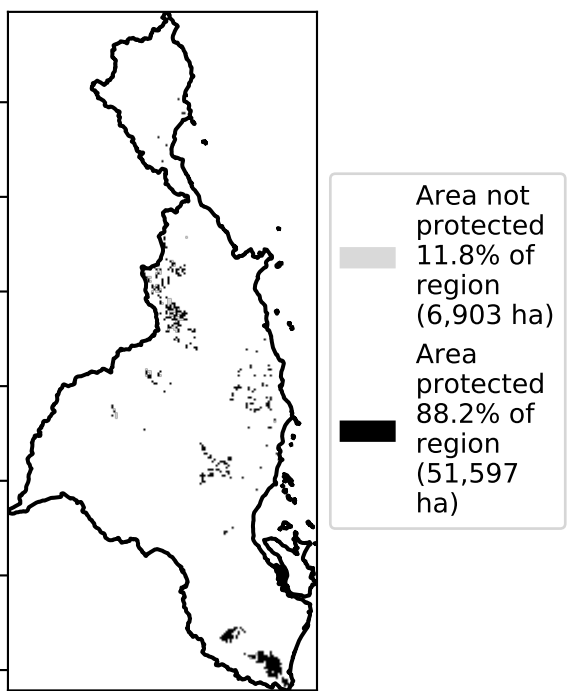 Area not
protected
11.8% of
region
(6,903 ha)
Area
protected
88.2% of
region
(51,597
ha)